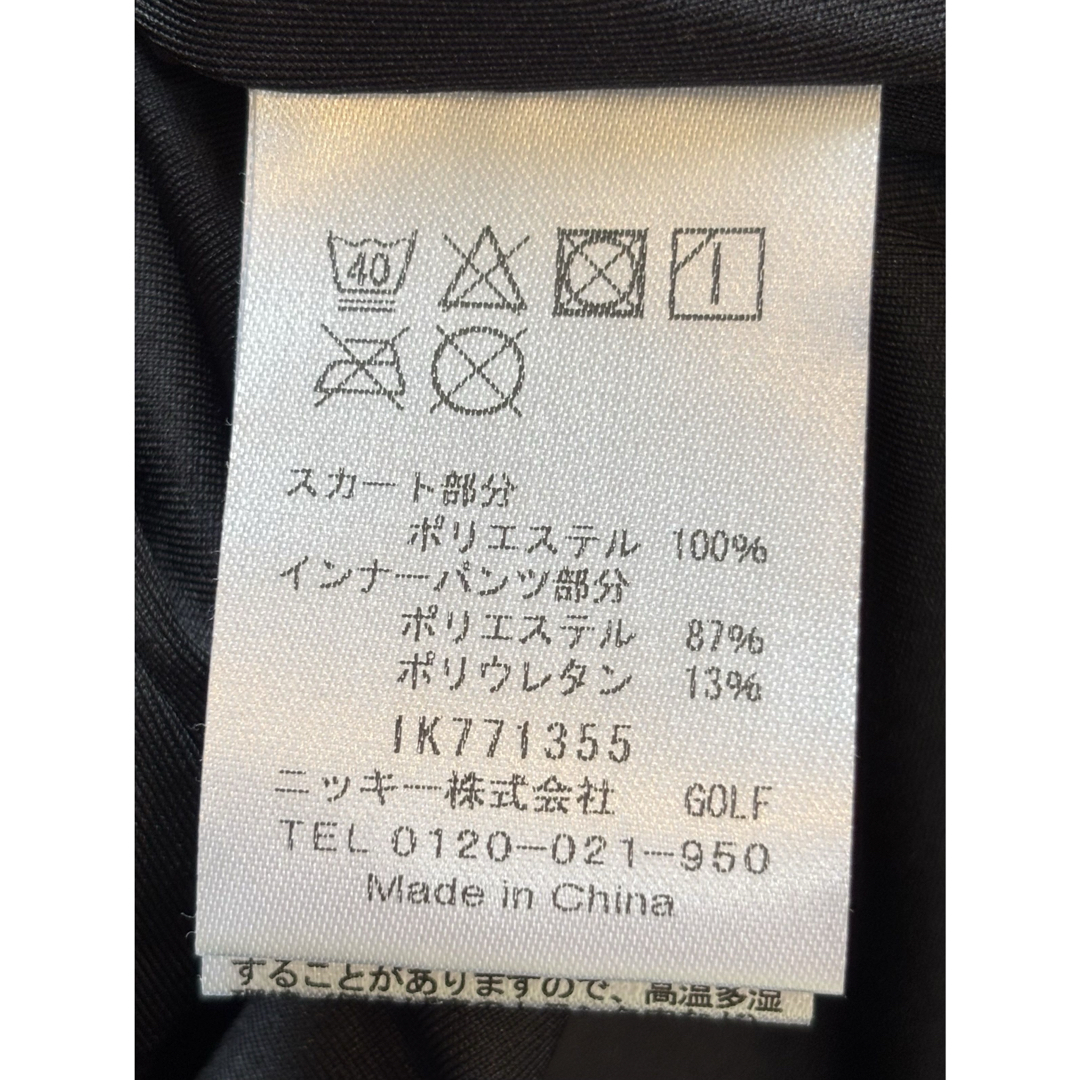 40
スカート部分
ポリエステル 100%
インナーパンツ部分
ポリエステル 87%
ポリウレタン 13%
IK771355
ニッキー株式会社 GOLF
TEL 0120-021-950
Made in China
することがありますので、高温多湿